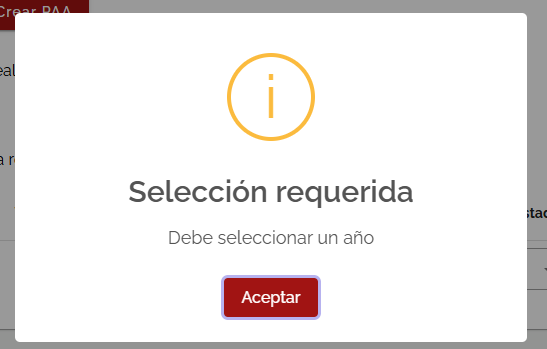 Crear PAA
Selección requerida
Debe seleccionar un año
Aceptar